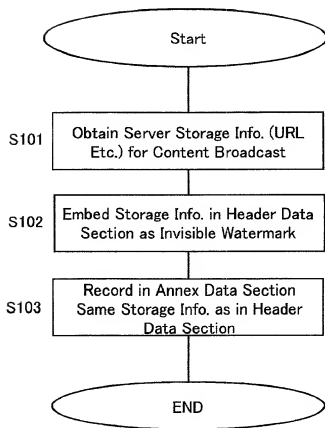 Start
S101
Obtain Server Storage Info. (URL
Etc.) for Content Broadcast
S102
Embed Storage Info. in Header Data
Section as Invisible Watermark
S103
Record in Annex Data Section
Same Storage Info. as in Header
Data Section
END